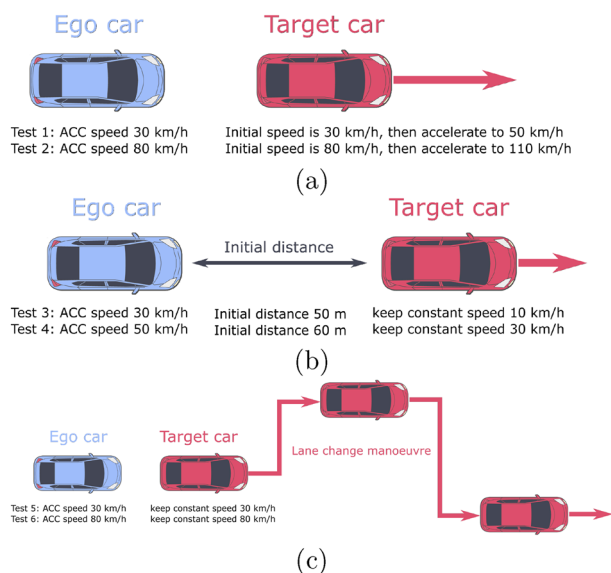 Ego car
Target car
Test 1: ACC speed 30 km/h
Initial speed is 30 km/h, then accelerate to 50 km/h
Test 2: ACC speed 80 km/h
Initial speed is 80 km/h, then accelerate to 110 km/h
(a)
Ego car
Target car
Initial distance
Test 3: ACC speed 30 km/h
Initial distance 50 m
keep constant speed 10 km/h
Test 4: ACC speed 50 km/h
Initial distance 60 m
keep constant speed 30 km/h
(b)
Ego car
Target car
Lane change manoeuvre
Test 5: ACC speed 30 km/h
keep constant speed 30 km/h
Test 6: ACC speed 80 km/h
keep constant speed 80 km/h
(c)